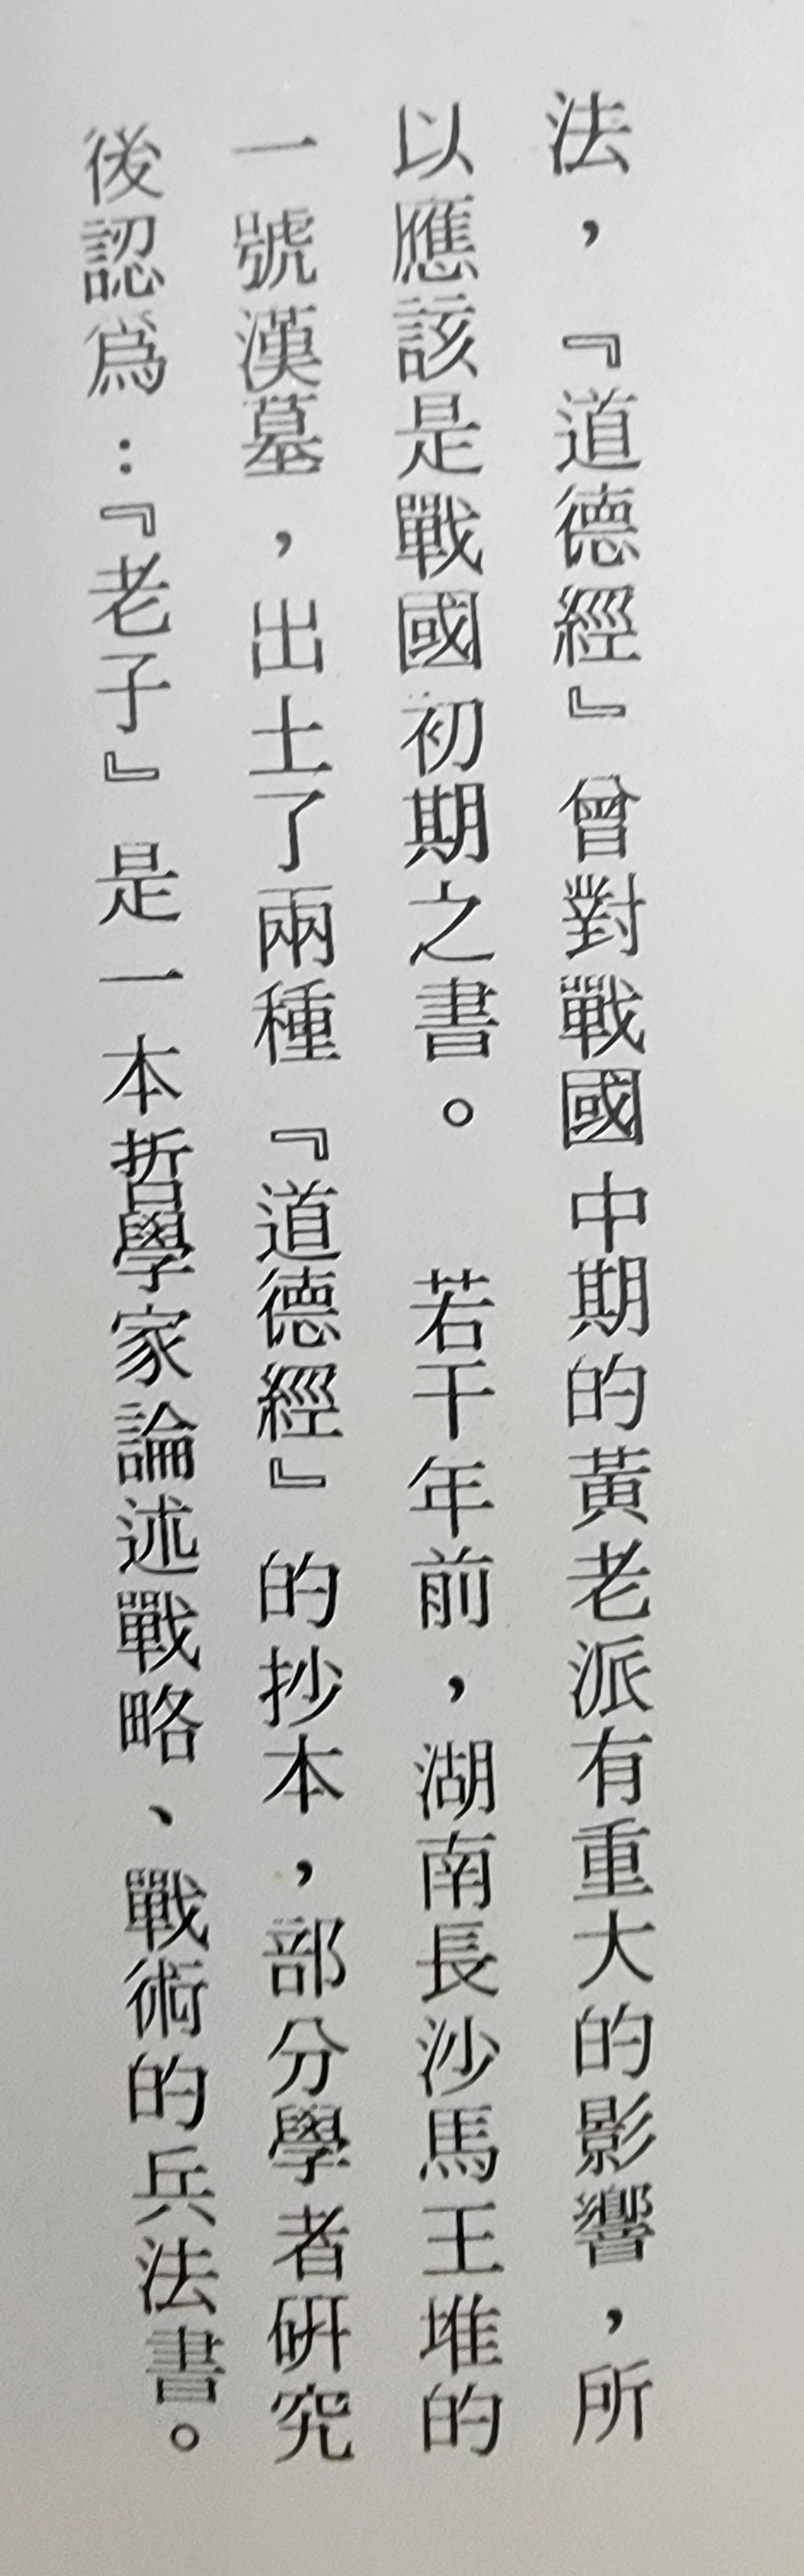 法，『道德經』曾對戰國中期的黃老派有重大的影響，所
以應該是戰國初期之書。　若干年前，湖南長沙馬王堆的
一號漢墓，出土了兩種『道德經』的抄本，部分學者研究
後認爲：『老子』是一本哲學家論述戰略、戰術的兵法書。